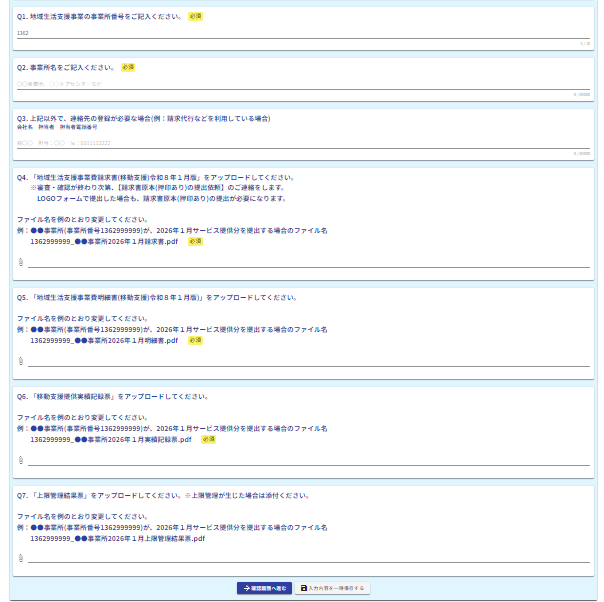 Q1. 地域生活支援事業の事業所番号をご記入ください。 必須
1362
Q2. 事業所名をご記入ください。 必須
Q3. 上記以外で、連絡先の登録が必要な場合(例：請求代行などを利用している場合)
会社名　担当者　担当者電話番号
Q4. 「地域生活支援事業費請求書(移動支援)令和８年１月版」をアップロードしてください。
※審査・確認が終わり次第、【請求書原本(押印あり)の提出依頼】のご連絡をします。
LOGOフォームで提出した場合も、請求書原本(押印あり)の提出が必要になります。
ファイル名を例のとおり変更してください。
例：●●事業所(事業所番号1362999999)が、2026年１月サービス提供分を提出する場合のファイル名
1362999999_●●事業所2026年１月請求書.pdf 必須
Q5. 「地域生活支援事業費明細書(移動支援)令和８年１月版)」をアップロードしてください。
ファイル名を例のとおり変更してください。
例：●●事業所(事業所番号1362999999)が、2026年１月サービス提供分を提出する場合のファイル名
1362999999_●●事業所2026年１月明細書.pdf 必須
Q6. 「移動支援提供実績記録票」をアップロードしてください。
ファイル名を例のとおり変更してください。
例：●●事業所(事業所番号1362999999)が、2026年１月サービス提供分を提出する場合のファイル名
1362999999_●●事業所2026年１月実績記録票.pdf 必須
Q7. 「上限管理結果票」をアップロードしてください。※上限管理が生じた場合は添付ください。
ファイル名を例のとおり変更してください。
例：●●事業所(事業所番号1362999999)が、2026年１月サービス提供分を提出する場合のファイル名
1362999999_●●事業所2026年１月上限管理結果票.pdf
確認画面へ進む 入力内容を一時保存する